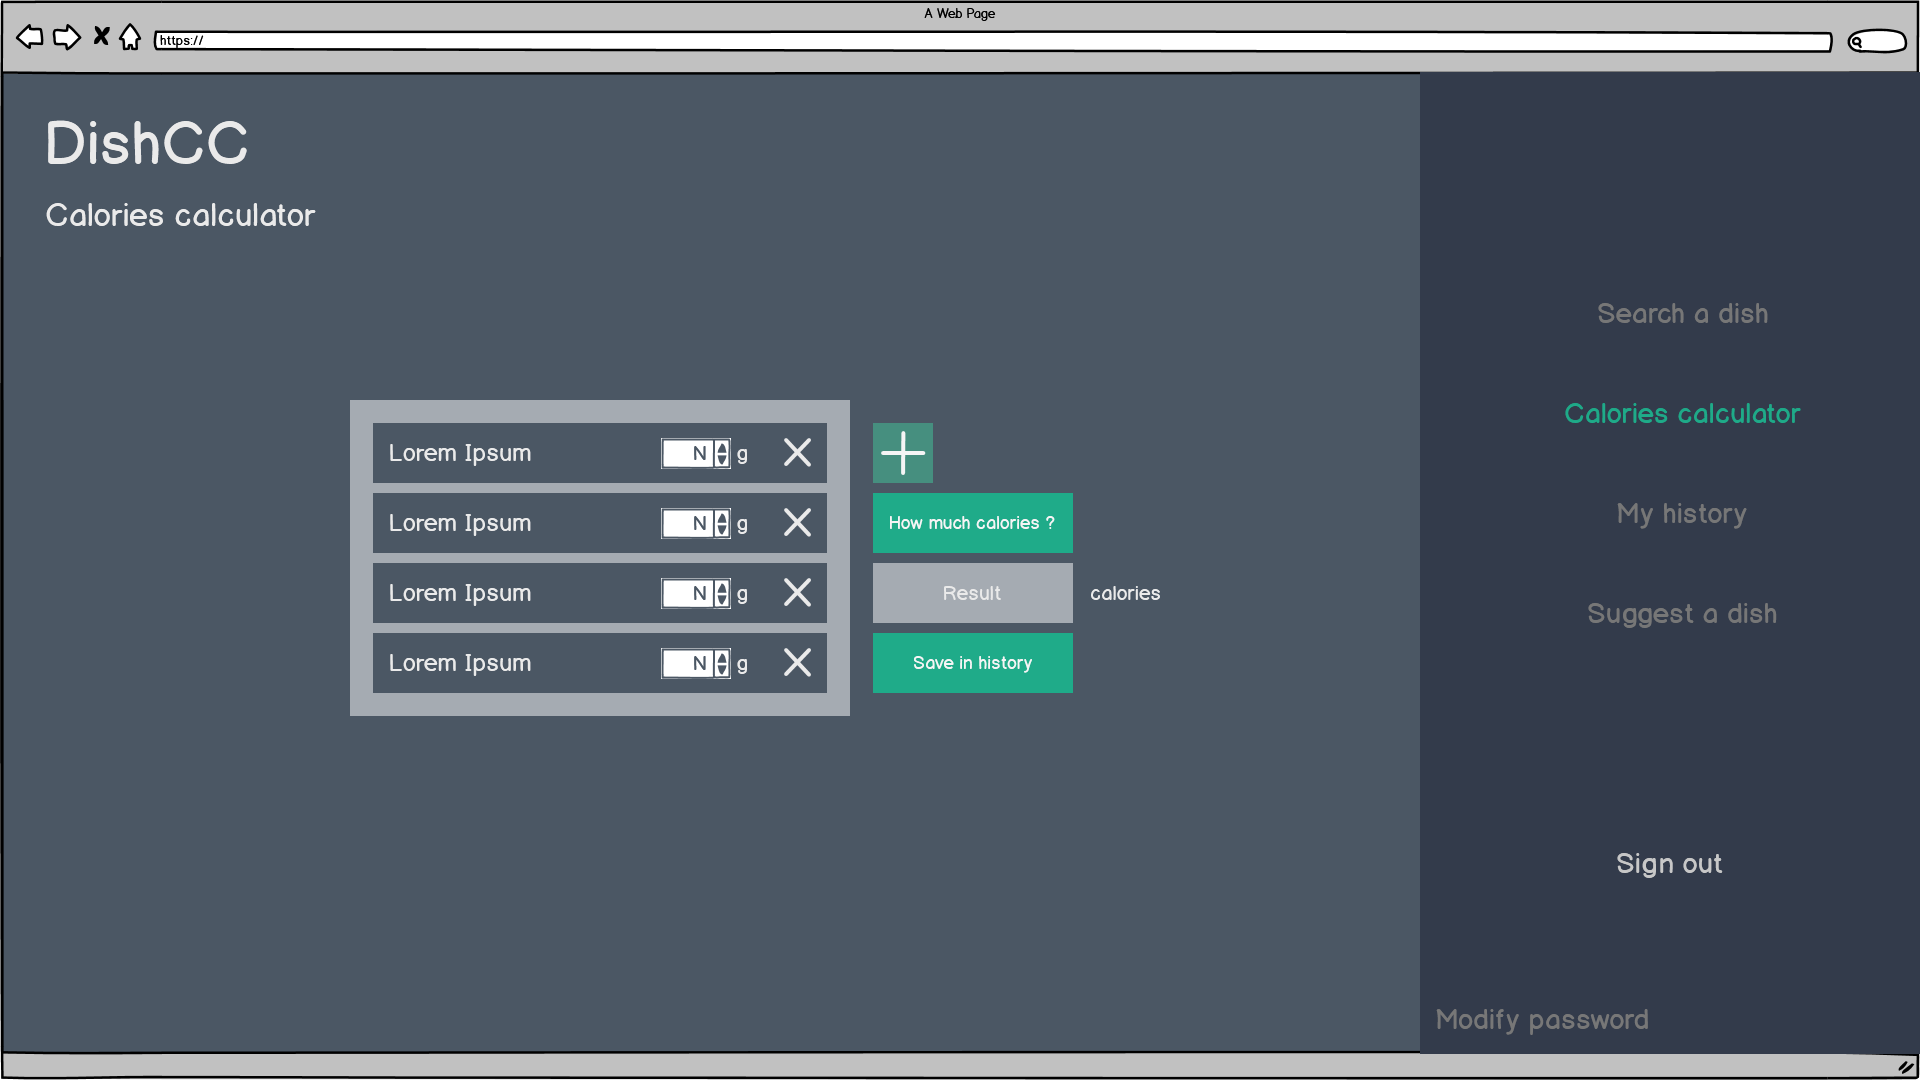 A Web Page
https://
DishCC
Calories calculator
Lorem Ipsum N g
Lorem Ipsum N g
Lorem Ipsum N g
Lorem Ipsum N g
How much calories ?
Result calories
Save in history
Search a dish
Calories calculator
My history
Suggest a dish
Sign out
Modify password